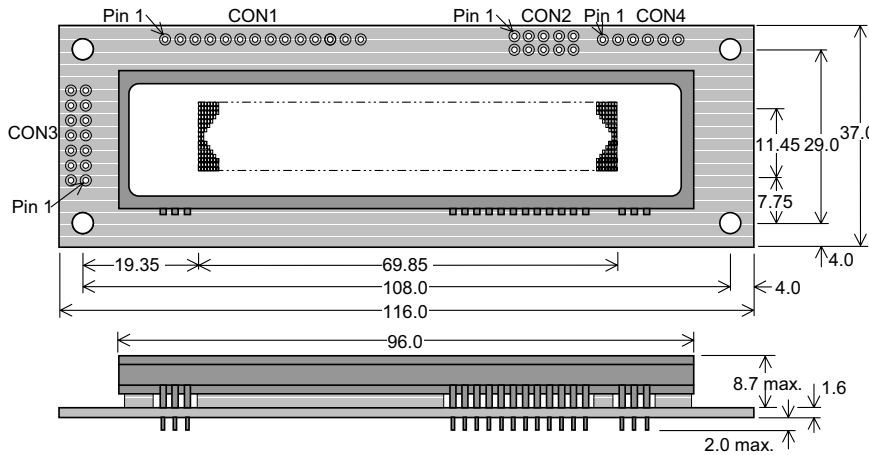 Pin 1 CON1 Pin 1 CON2 Pin 1 CON4
CON3
Pin 1
11.45 29.0 37.0
7.75
19.35 69.85 4.0
108.0 4.0
116.0
96.0
8.7 max. 1.6
2.0 max.